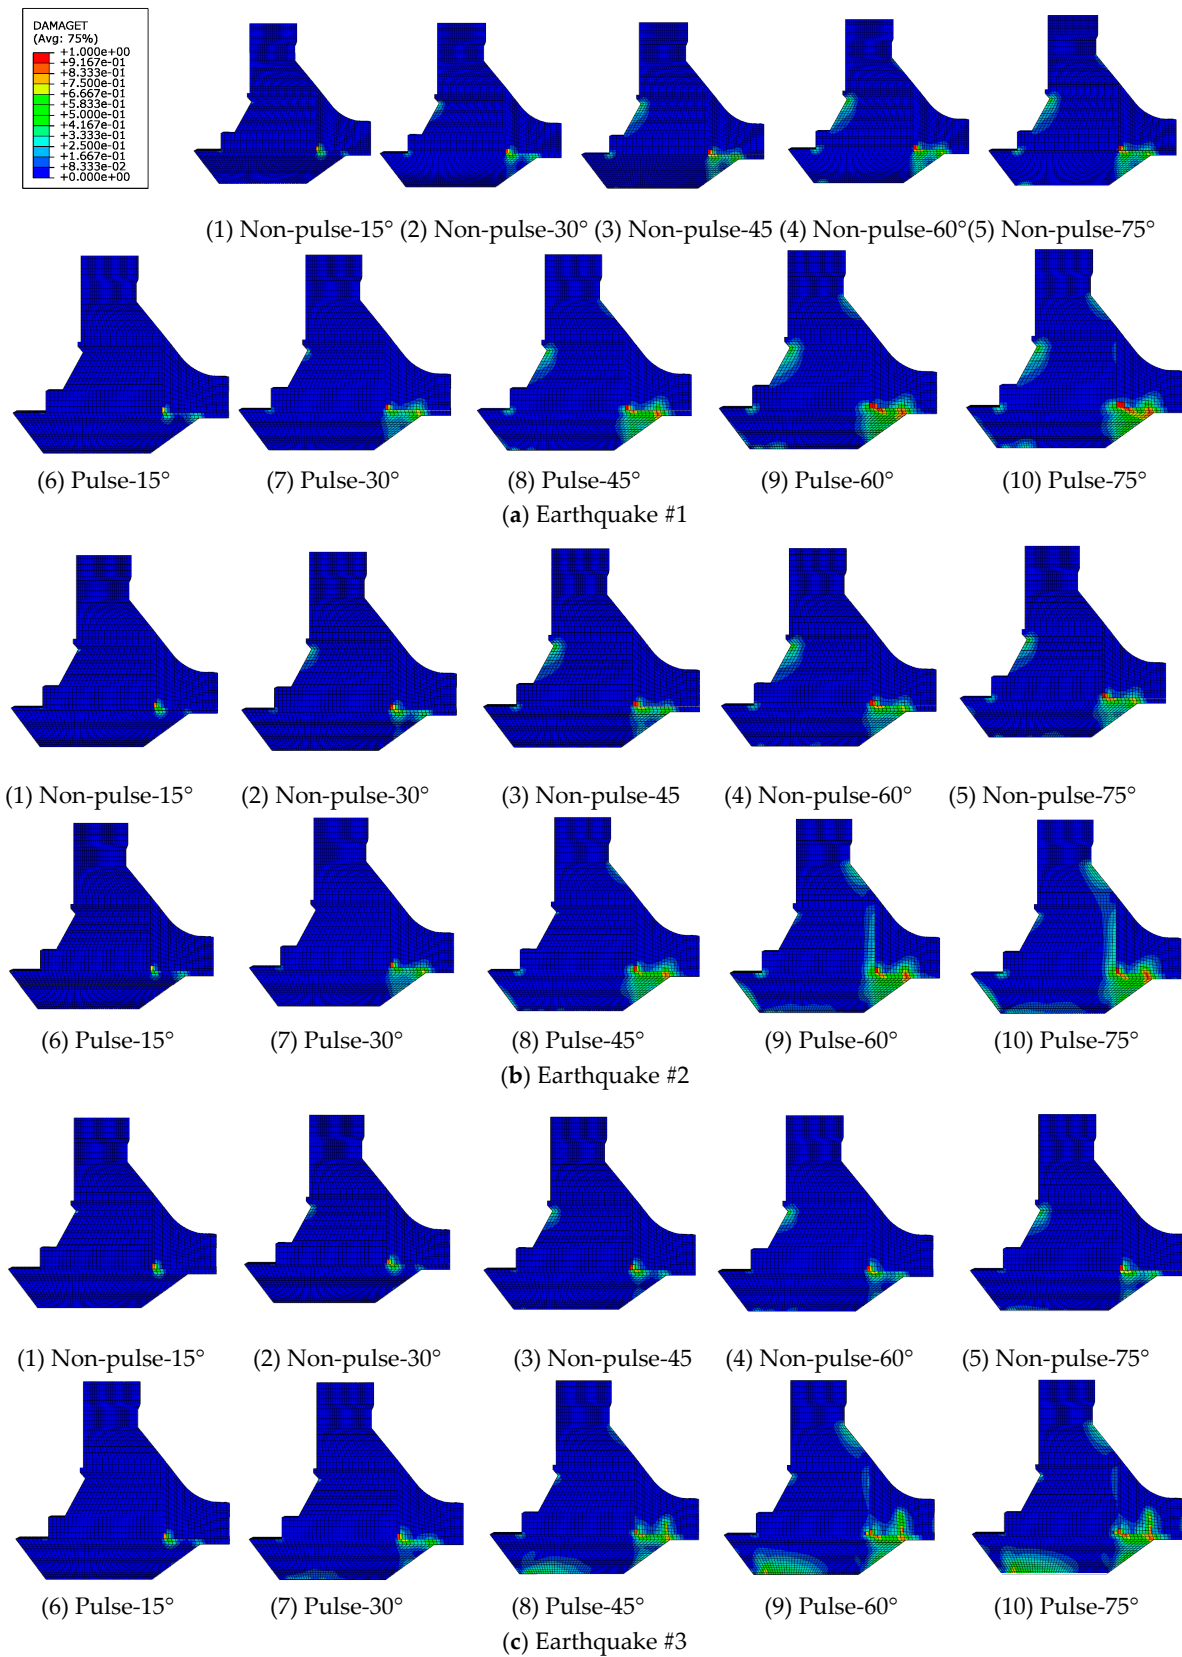 DAMAGET
(Avg: 75%)
+1.000e+00
+9.167e-01
+8.333e-01
+7.500e-01
+6.667e-01
+5.833e-01
+5.000e-01
+4.167e-01
+3.333e-01
+2.500e-01
+1.667e-01
+8.333e-02
+0.000e+00
(1) Non-pulse-15° (2) Non-pulse-30° (3) Non-pulse-45 (4) Non-pulse-60° (5) Non-pulse-75°
(6) Pulse-15° (7) Pulse-30° (8) Pulse-45° (9) Pulse-60° (10) Pulse-75°
(a) Earthquake #1
(1) Non-pulse-15° (2) Non-pulse-30° (3) Non-pulse-45 (4) Non-pulse-60° (5) Non-pulse-75°
(6) Pulse-15° (7) Pulse-30° (8) Pulse-45° (9) Pulse-60° (10) Pulse-75°
(b) Earthquake #2
(1) Non-pulse-15° (2) Non-pulse-30° (3) Non-pulse-45 (4) Non-pulse-60° (5) Non-pulse-75°
(6) Pulse-15° (7) Pulse-30° (8) Pulse-45° (9) Pulse-60° (10) Pulse-75°
(c) Earthquake #3